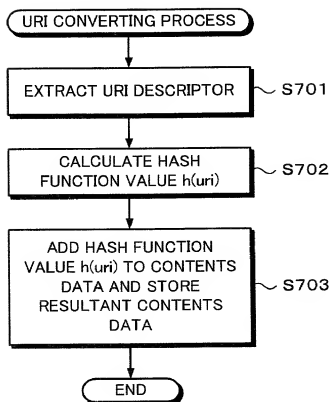 URI CONVERTING PROCESS
EXTRACT URI DESCRIPTOR
S701
CALCULATE HASH
FUNCTION VALUE h(uri)
S702
ADD HASH FUNCTION
VALUE h(uri) TO CONTENTS
DATA AND STORE
RESULTANT CONTENTS
DATA
S703
END